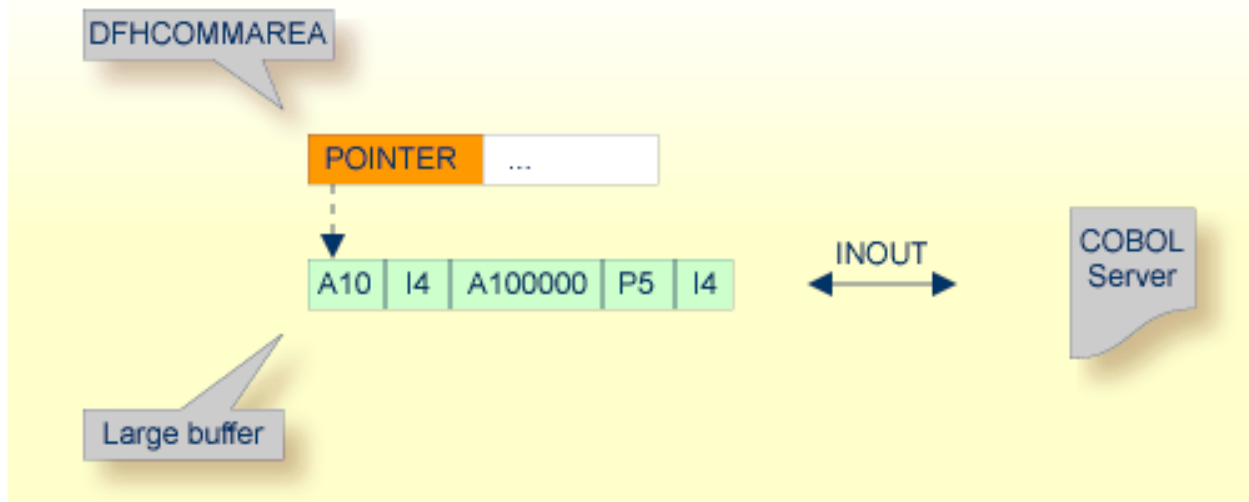 DFHCOMMAREA
POINTER ...
A10 I4 A100000 P5 I4
INOUT
COBOL
Server
Large buffer